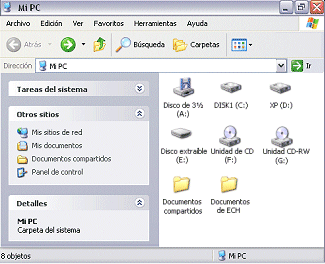 Mi PC
Archivo Edición Ver Favoritos Herramientas Ayuda
Atrás Búsqueda Carpetas
Dirección Mi PC Ir
Tareas del sistema
Otros sitios
Mis sitios de red
Mis documentos
Documentos compartidos
Panel de control
Detalles
Mi PC
Carpeta del sistema
Disco de 3½ (A:)
DISK1 (C:)
XP (D:)
Disco extraíble (E:)
Unidad de CD (F:)
Unidad CD-RW (G:)
Documentos compartidos
Documentos de ECH
8 objetos
Mi PC